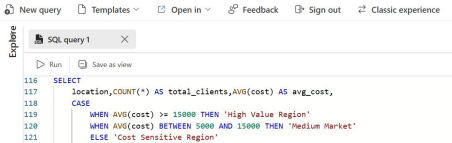 New query Templates Open in Feedback Sign out Classic experience
Explore
SQL query 1
Run Save as view
116 SELECT
117 location,COUNT(*) AS total_clients,AVG(cost) AS avg_cost,
118 CASE
119 WHEN AVG(cost) >= 15000 THEN 'High Value Region'
120 WHEN AVG(cost) BETWEEN 5000 AND 15000 THEN 'Medium Market'
121 ELSE 'Cost Sensitive Region'